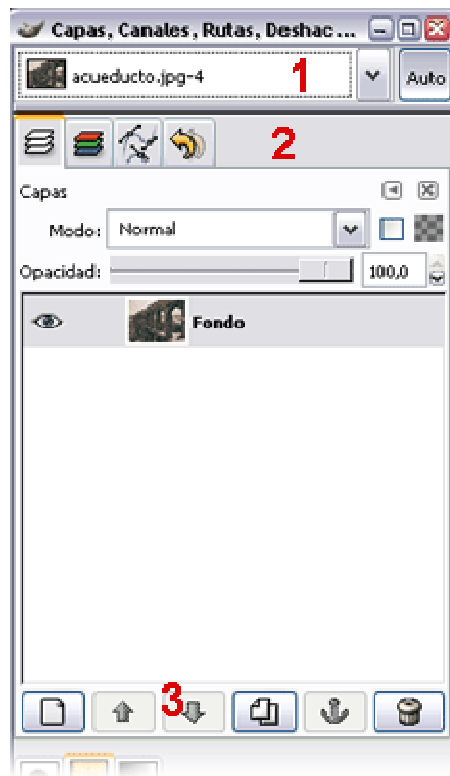 Capas, Canales, Rutas, Deshac ...
acueducto.jpg-4
1
Auto
2
Capas
Modo: Normal
Opacidad: 100,0
Fondo
3